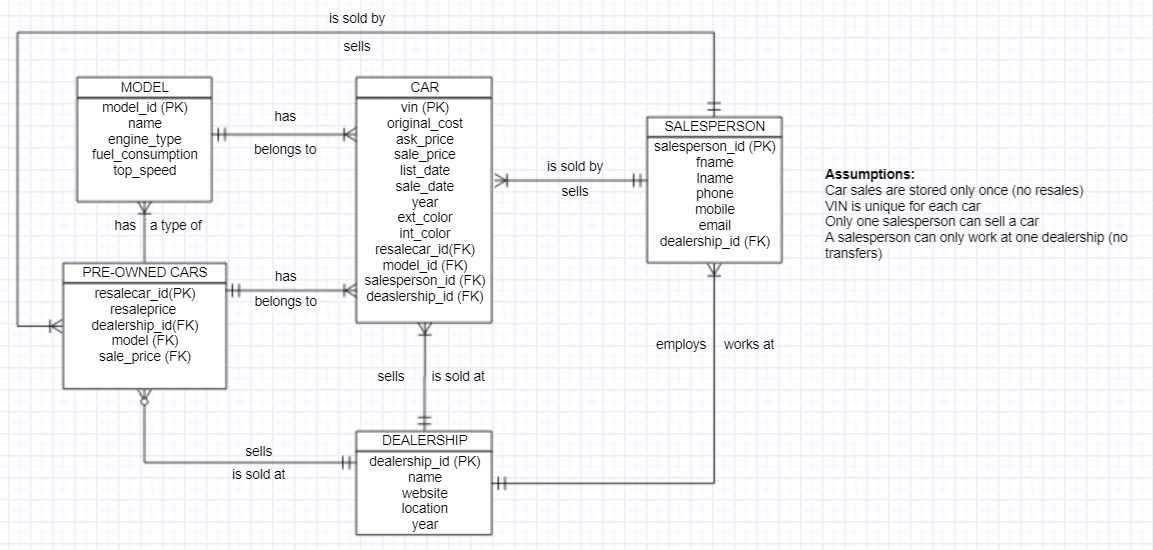 is sold by
sells
MODEL
model_id (PK)
name
engine_type
fuel_consumption
top_speed
has
belongs to
CAR
vin (PK)
original_cost
ask_price
sale_price
list_date
sale_date
year
ext_color
int_color
resalecar_id(FK)
model_id (FK)
salesperson_id (FK)
deaslership_id (FK)
is sold by
sells
SALESPERSON
salesperson_id (PK)
fname
lname
phone
mobile
email
dealership_id (FK)
Assumptions:
Car sales are stored only once (no resales)
VIN is unique for each car
Only one salesperson can sell a car
A salesperson can only work at one dealership (no
transfers)
has a type of
PRE-OWNED CARS
resalecar_id(PK)
resaleprice
dealership_id(FK)
model (FK)
sale_price (FK)
has
belongs to
employs works at
sells is sold at
sells
is sold at
DEALERSHIP
dealership_id (PK)
name
website
location
year